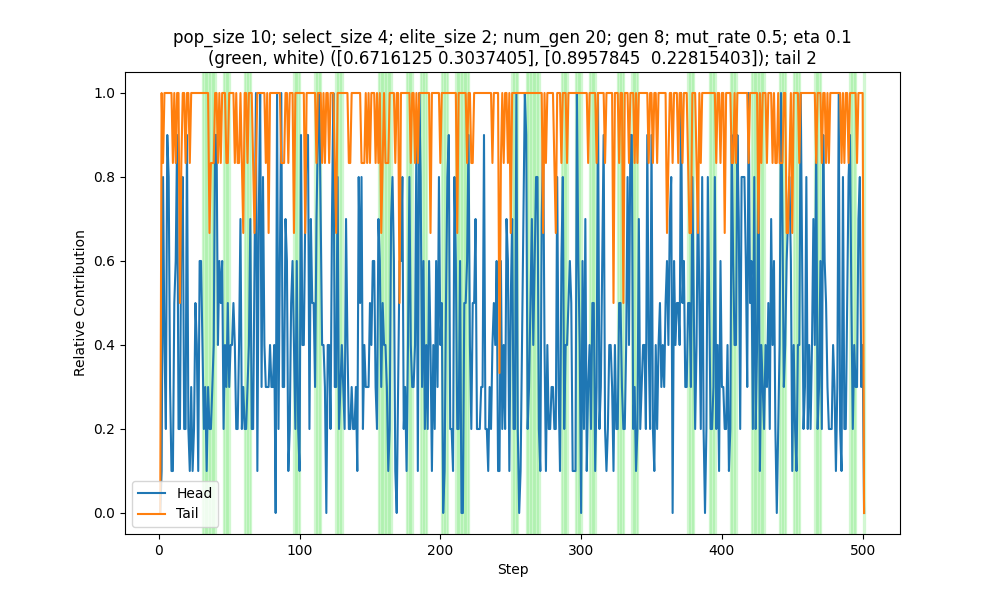 pop_size 10; select_size 4; elite_size 2; num_gen 20; gen 8; mut_rate 0.5; eta 0.1
(green, white) ([0.6716125 0.3037405], [0.8957845  0.22815403]); tail 2
1.0
0.8
0.6
0.4
0.2
0.0
Relative Contribution
Head
Tail
0 100 200 300 400 500
Step